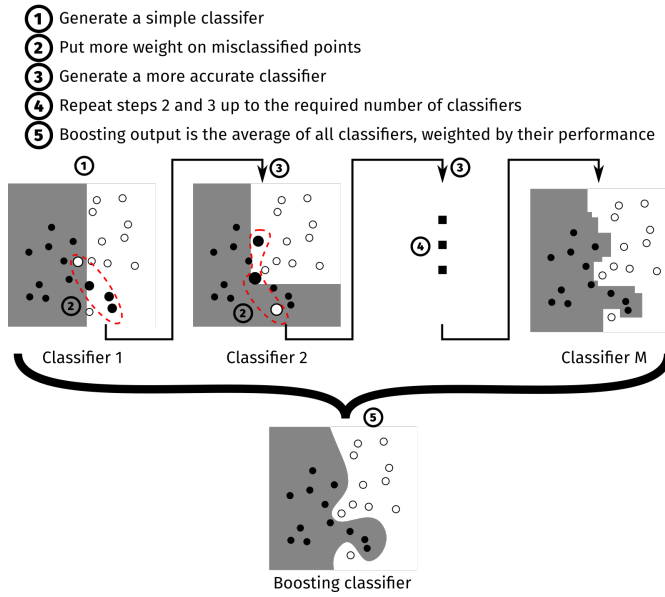 1 Generate a simple classifer
2 Put more weight on misclassified points
3 Generate a more accurate classifier
4 Repeat steps 2 and 3 up to the required number of classifiers
5 Boosting output is the average of all classifiers, weighted by their performance
1
3
3
4
2
2
Classifier 1
Classifier 2
Classifier M
5
Boosting classifier